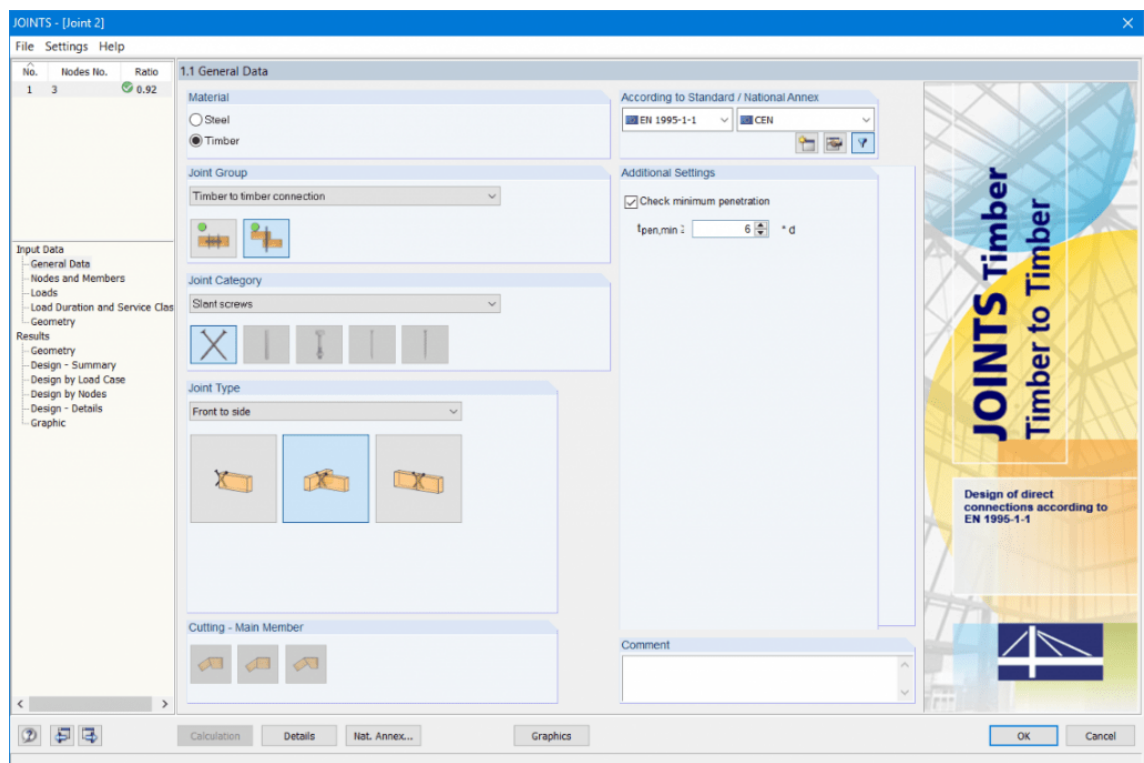 JOINTS - [Joint 2]
File Settings Help
No. Nodes No. Ratio
1 3 0.92
1.1 General Data
Material
Steel
Timber
According to Standard / National Annex
EN 1995-1-1 CEN
Joint Group
Timber to timber connection
Additional Settings
Check minimum penetration
tpen,min : 6 * d
Input Data
General Data
Nodes and Members
Loads
Load Duration and Service Clas
Geometry
Results
Geometry
Design - Summary
Design by Load Case
Design by Nodes
Design - Details
Graphic
Joint Category
Slant screws
Joint Type
Front to side
Cutting - Main Member
Comment
JOINTS Timber
Timber to Timber
Design of direct
connections according to
EN 1995-1-1
Calculation Details Nat. Annex... Graphics OK Cancel